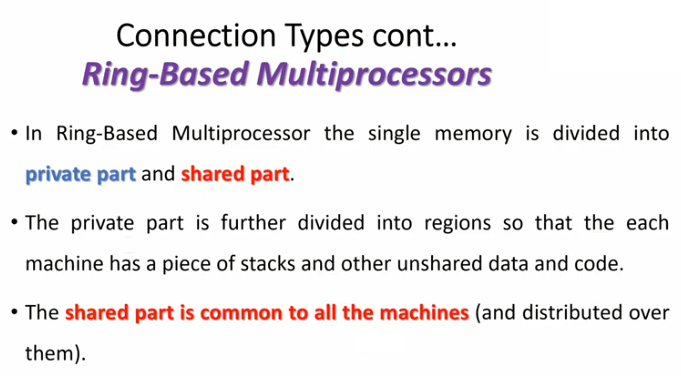 Connection Types cont...
Ring-Based Multiprocessors
• In Ring-Based Multiprocessor the single memory is divided into
private part and shared part.
• The private part is further divided into regions so that the each
machine has a piece of stacks and other unshared data and code.
• The shared part is common to all the machines (and distributed over
them).